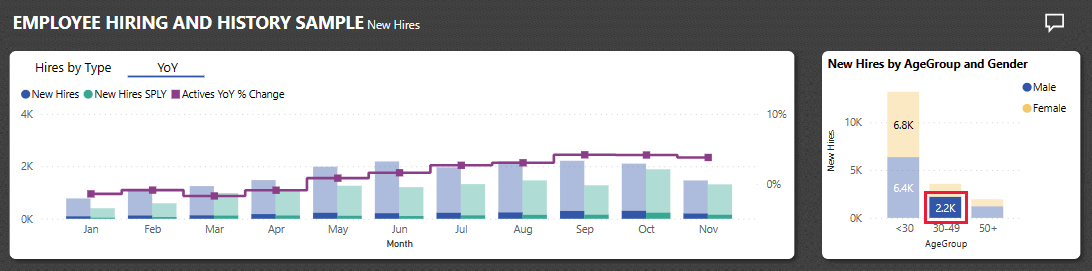 EMPLOYEE HIRING AND HISTORY SAMPLE New Hires
Hires by Type YoY
New Hires New Hires SPLY Actives YoY % Change
4K 10%
2K
0%
0K
Jan Feb Mar Apr May Jun Jul Aug Sep Oct Nov
Month
New Hires by AgeGroup and Gender
Male
Female
10K
5K
0K
New Hires
6.8K
6.4K
2.2K
<30 30-49 50+
AgeGroup